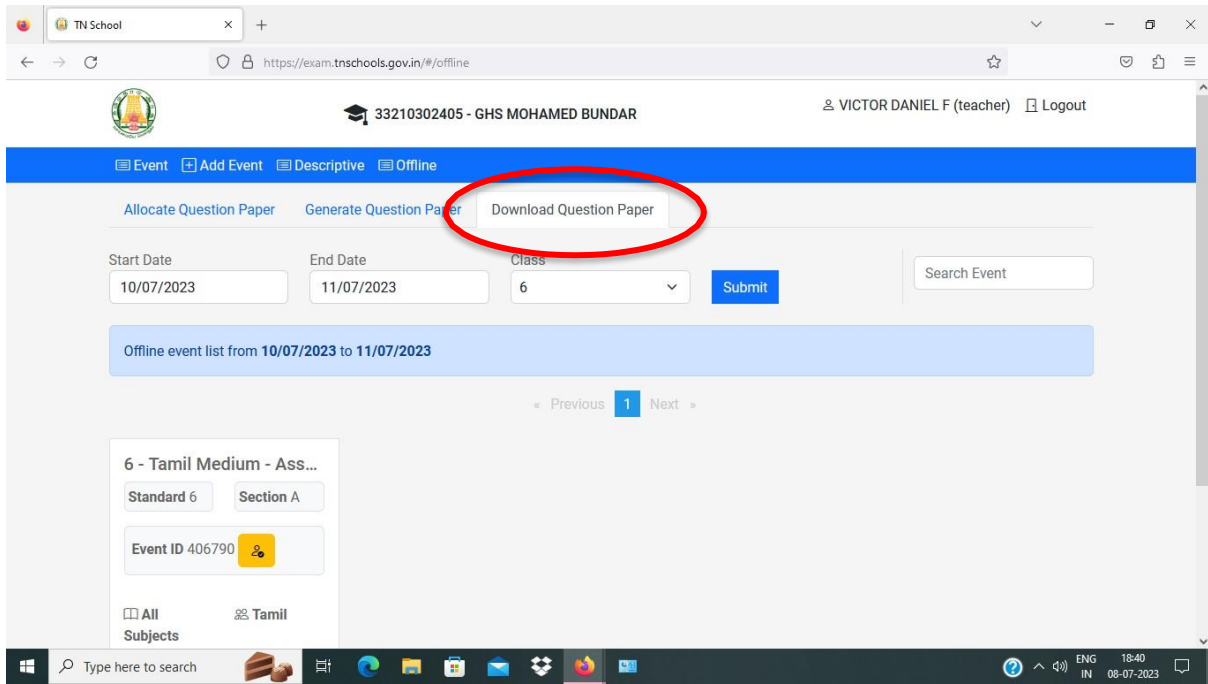 TN School
https://exam.tnschools.gov.in/#/offline
33210302405 - GHS MOHAMED BUNDAR
VICTOR DANIEL F (teacher) Logout
Event Add Event Descriptive Offline
Allocate Question Paper Generate Question Paper Download Question Paper
Start Date End Date Class
10/07/2023 11/07/2023 6 Submit Search Event
Offline event list from 10/07/2023 to 11/07/2023
« Previous 1 Next »
6 - Tamil Medium - Ass...
Standard 6 Section A
Event ID 406790
All Tamil
Subjects
Type here to search
ENG 18:40
IN 08-07-2023